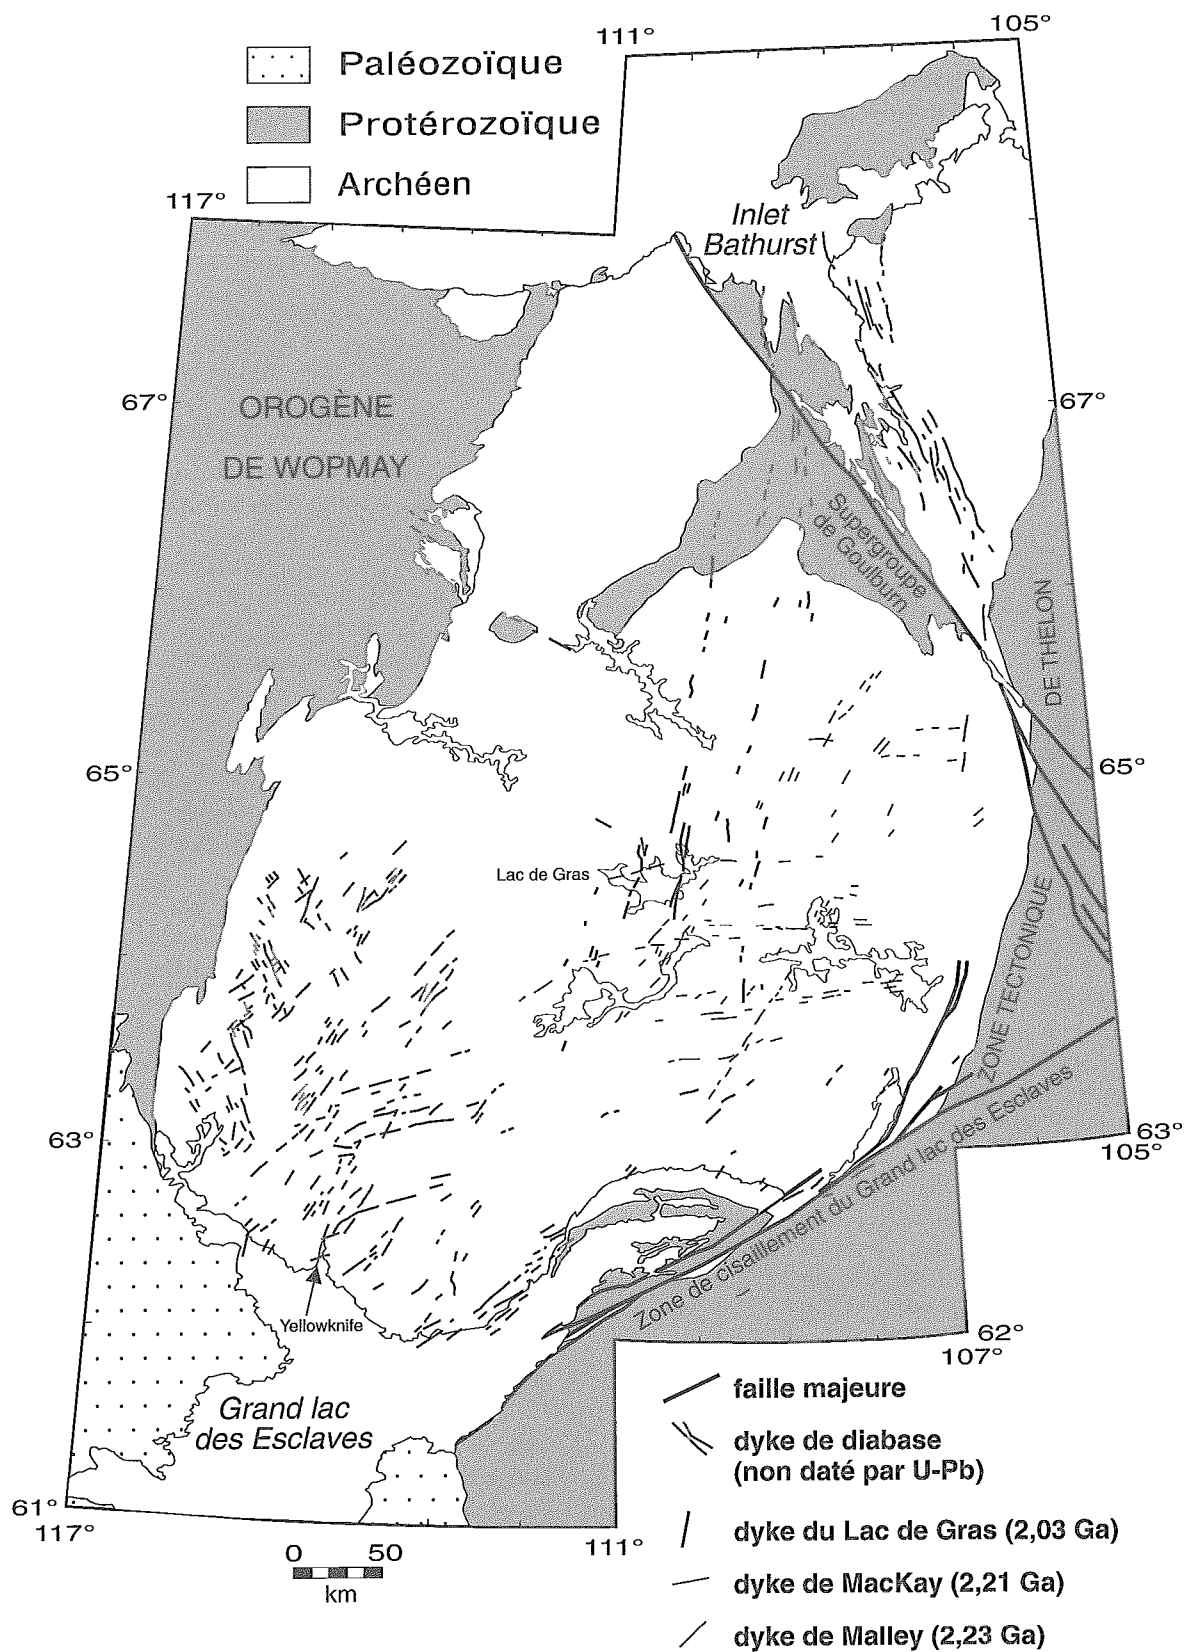 111°
105°
Paléozoïque
Protérozoïque
Archéen
117°
Inlet
Bathurst
67°
67°
OROGÈNE
DE WOPMAY
Supergroupe
de Goulburn
DE THELON
65°
65°
Lac de Gras
ZONE TECTONIQUE
63°
63°
105°
Zone de cisaillement du Grand lac des Esclaves
Yellowknife
62°
107°
Grand lac
des Esclaves
faille majeure
dyke de diabase
(non daté par U-Pb)
61°
117°
111°
dyke du Lac de Gras (2,03 Ga)
0 50
km
dyke de MacKay (2,21 Ga)
dyke de Malley (2,23 Ga)